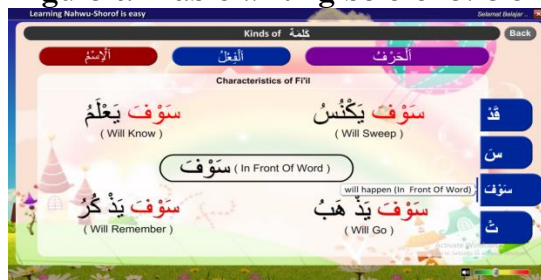 Learning Nahwu-Shorof is easy
Selamat Belajar ..
Kinds of كَلِمَة
Back
اَلْإِسْمُ
اَلْفِعْلُ
اَلْحَرْفُ
Characteristics of Fi'il
سَوْفَ يَعْلَمُ
( Will Know )
سَوْفَ يَكْنُسُ
( Will Sweep )
سَوْفَ ( In Front Of Word )
سَوْفَ يَذْ كُرُ
( Will Remember )
سَوْفَ يَذْ هَبُ
( Will Go )
قَدْ
سَ
سَوْفَ
will happen (In Front Of Word)
تْ